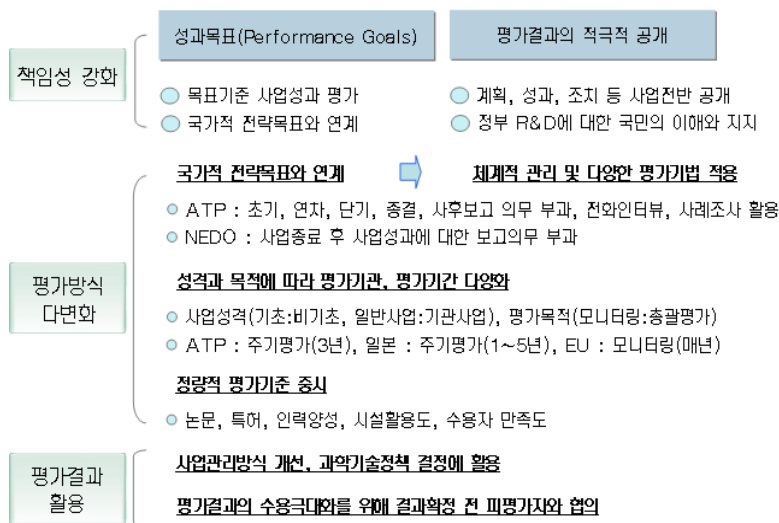 책임성 강화
성과목표(Performance Goals)
평가결과의 적극적 공개
목표기준 사업성과 평가
국가적 전략목표와 연계
계획, 성과, 조치 등 사업전반 공개
정부 R&D에 대한 국민의 이해와 지지
평가방식
다변화
국가적 전략목표와 연계
체계적 관리 및 다양한 평가기법 적용
ATP : 초기, 연차, 단기, 종결, 사후보고 의무 부과, 전화인터뷰, 사례조사 활용
NEDO : 사업종료 후 사업성과에 대한 보고의무 부과
성격과 목적에 따라 평가기관, 평가기간 다양화
사업성격(기초:비기초, 일반사업:기관사업), 평가목적(모니터링:총괄평가)
ATP : 주기평가(3년), 일본 : 주기평가(1~5년), EU : 모니터링(매년)
정량적 평가기준 중시
논문, 특허, 인력양성, 시설활용도, 수용자 만족도
평가결과
활용
사업관리방식 개선, 과학기술정책 결정에 활용
평가결과의 수용극대화를 위해 결과확정 전 피평가자와 협의